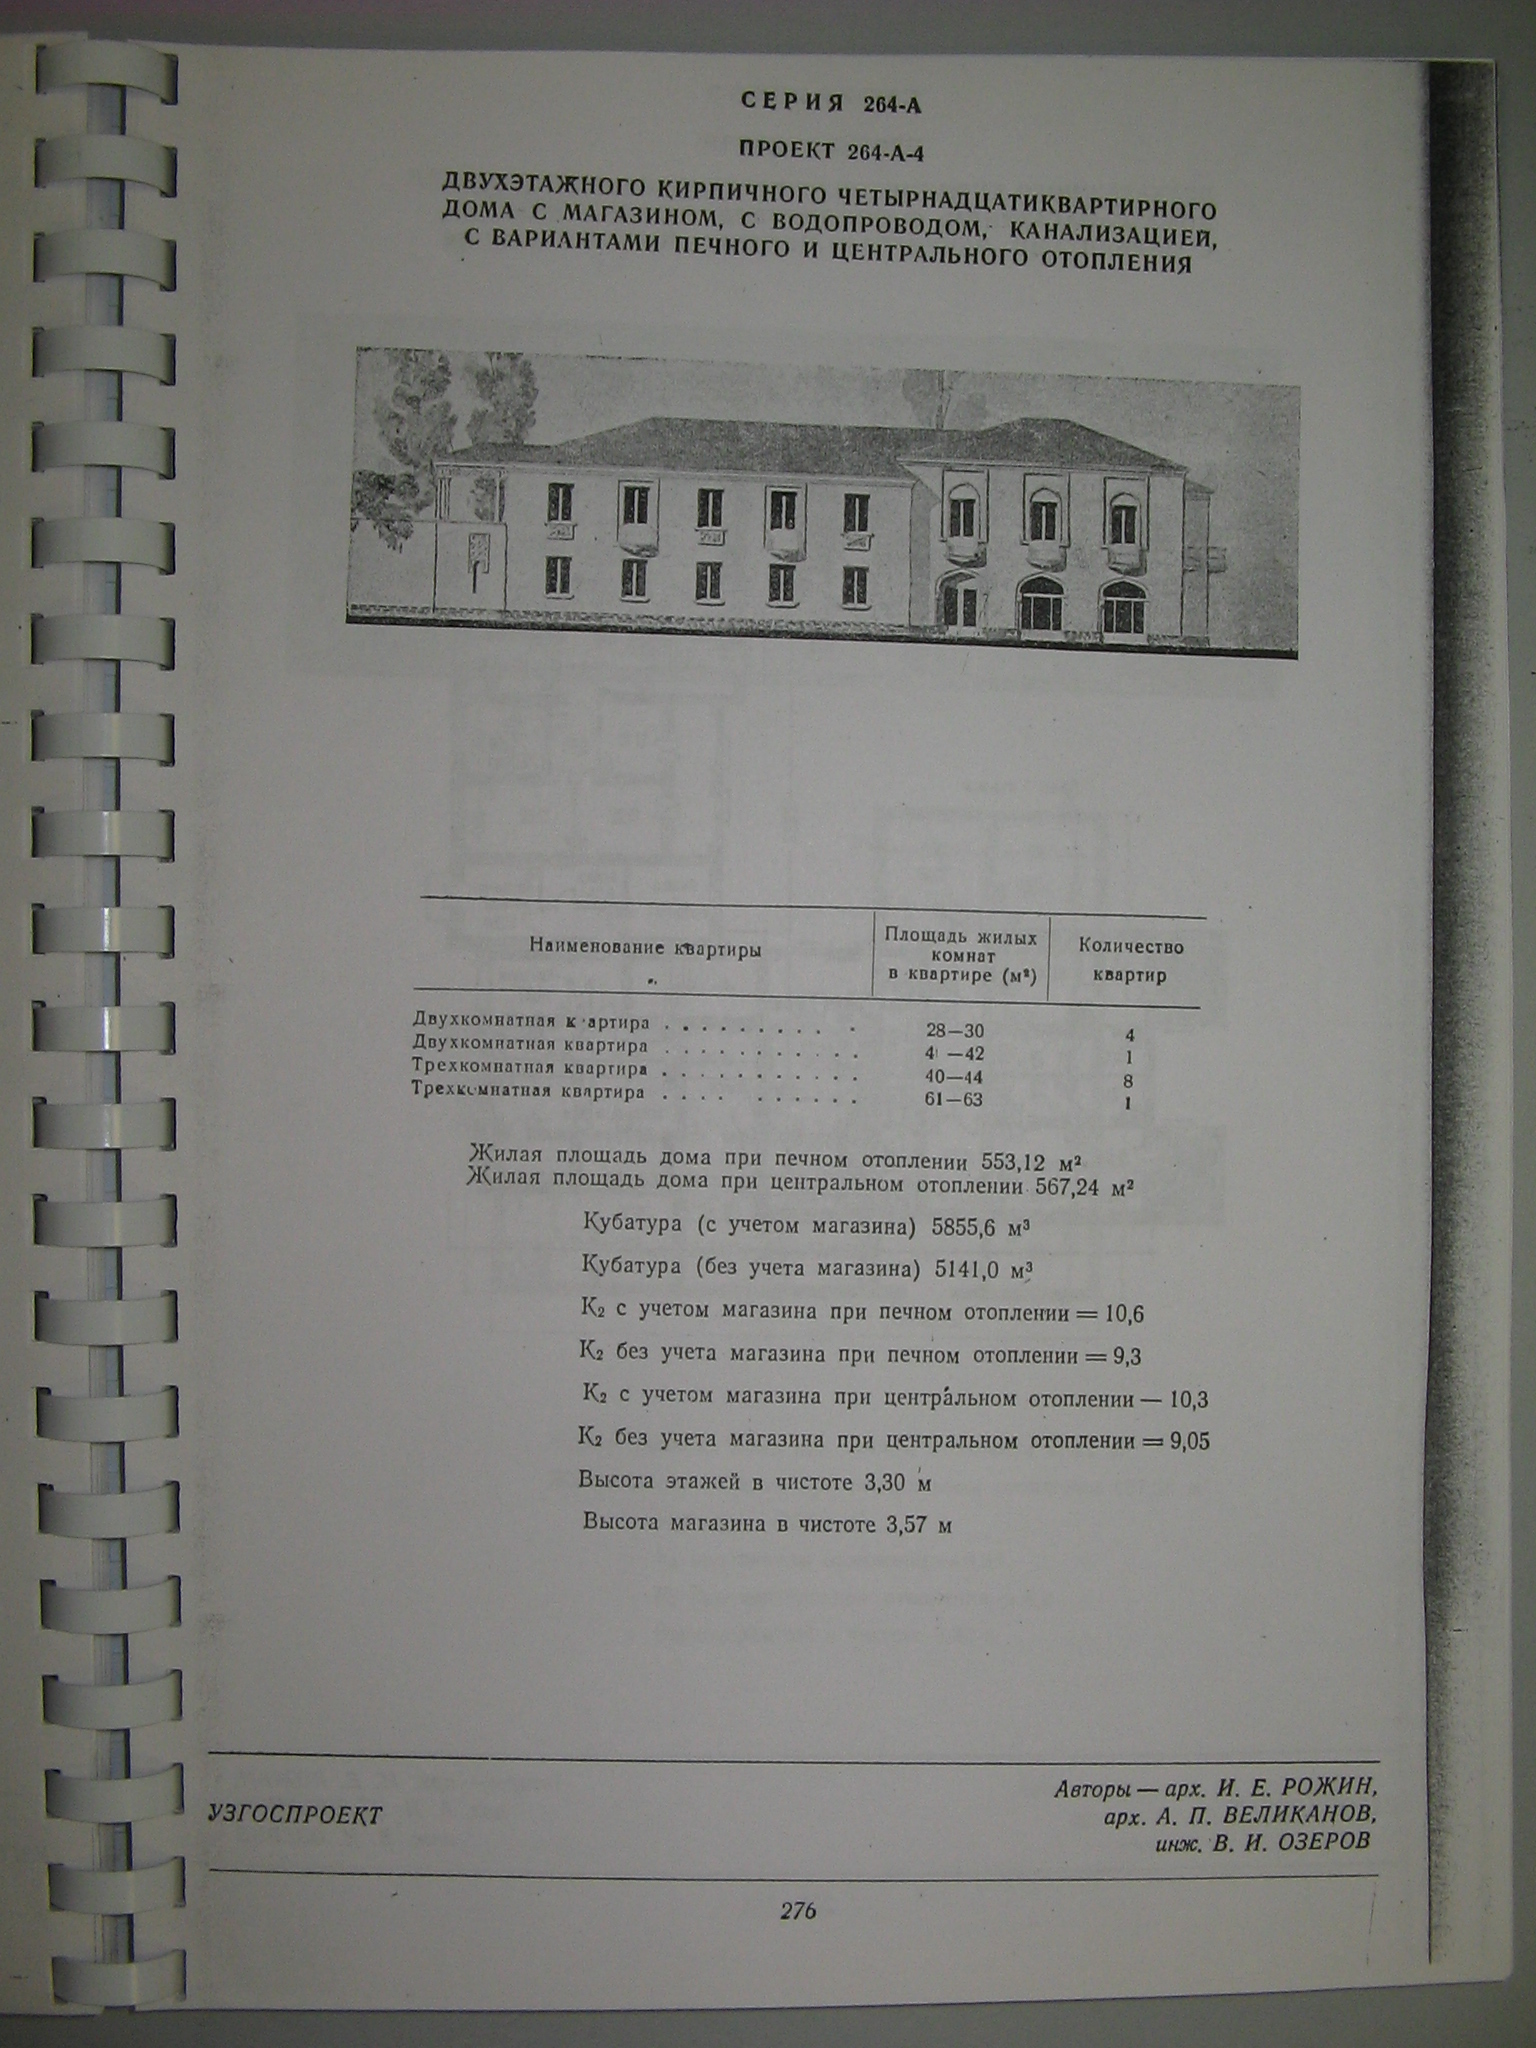 СЕРИЯ 264-А
ПРОЕКТ 264-А-4
ДВУХЭТАЖНОГО КИРПИЧНОГО ЧЕТЫРНАДЦАТИКВАРТИРНОГО
ДОМА С МАГАЗИНОМ, С ВОДОПРОВОДОМ, КАНАЛИЗАЦИЕЙ,
С ВАРИАНТАМИ ПЕЧНОГО И ЦЕНТРАЛЬНОГО ОТОПЛЕНИЯ
Наименование квартиры
Площадь жилых
комнат
в квартире (м²)
Количество
квартир
Двухкомнатная квартира . . . . . . . . . . 28—30 4
Двухкомнатная квартира . . . . . . . . . . . 41—42 1
Трехкомнатная квартира . . . . . . . . . . . 40—44 8
Трехкомнатная квартира . . . . . . . . . . 61—63 1
Жилая площадь дома при печном отоплении 553,12 м²
Жилая площадь дома при центральном отоплении 567,24 м²
Кубатура (с учетом магазина) 5855,6 м³
Кубатура (без учета магазина) 5141,0 м³
К₂ с учетом магазина при печном отоплении = 10,6
К₂ без учета магазина при печном отоплении = 9,3
К₂ с учетом магазина при центральном отоплении — 10,3
К₂ без учета магазина при центральном отоплении = 9,05
Высота этажей в чистоте 3,30 м
Высота магазина в чистоте 3,57 м
УЗГОСПРОЕКТ
Авторы — арх. И. Е. РОЖИН,
арх. А. П. ВЕЛИКАНОВ,
инж. В. И. ОЗЕРОВ
276